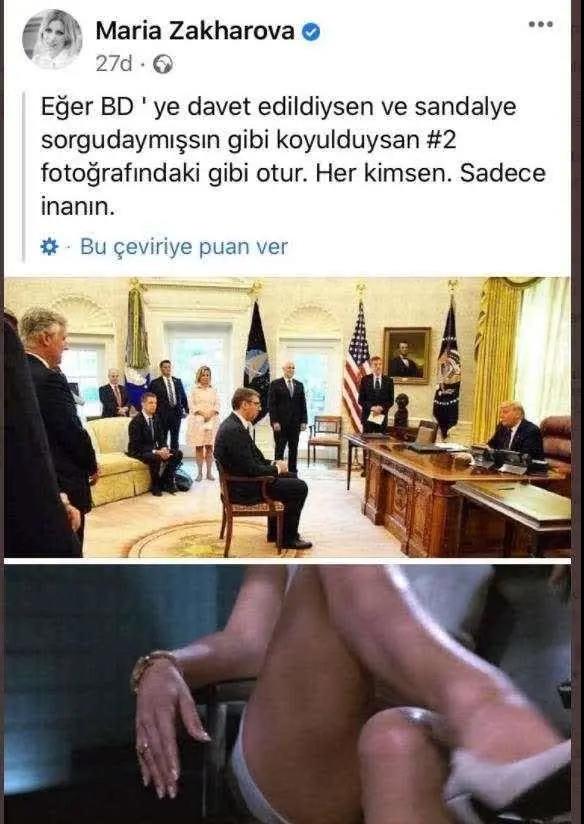 Maria Zakharova
27d ·
Eğer BD ' ye davet edildiysen ve sandalye
sorgudaymışsın gibi koyulduysan #2
fotoğrafındaki gibi otur. Her kimsen. Sadece
inanın.
· Bu çeviriye puan ver